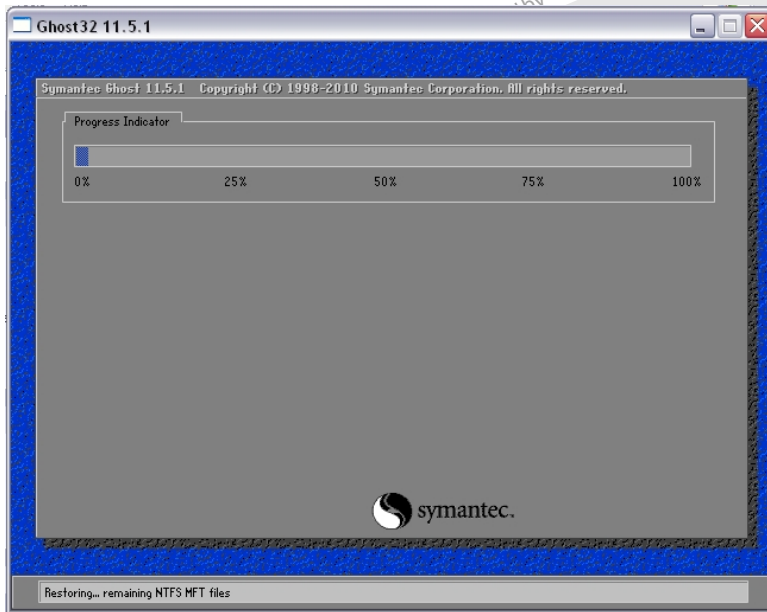 Ghost32 11.5.1
Symantec Ghost 11.5.1 Copyright (C) 1998-2010 Symantec Corporation. All rights reserved.
Progress Indicator
0% 25% 50% 75% 100%
symantec.
Restoring... remaining NTFS MFT files